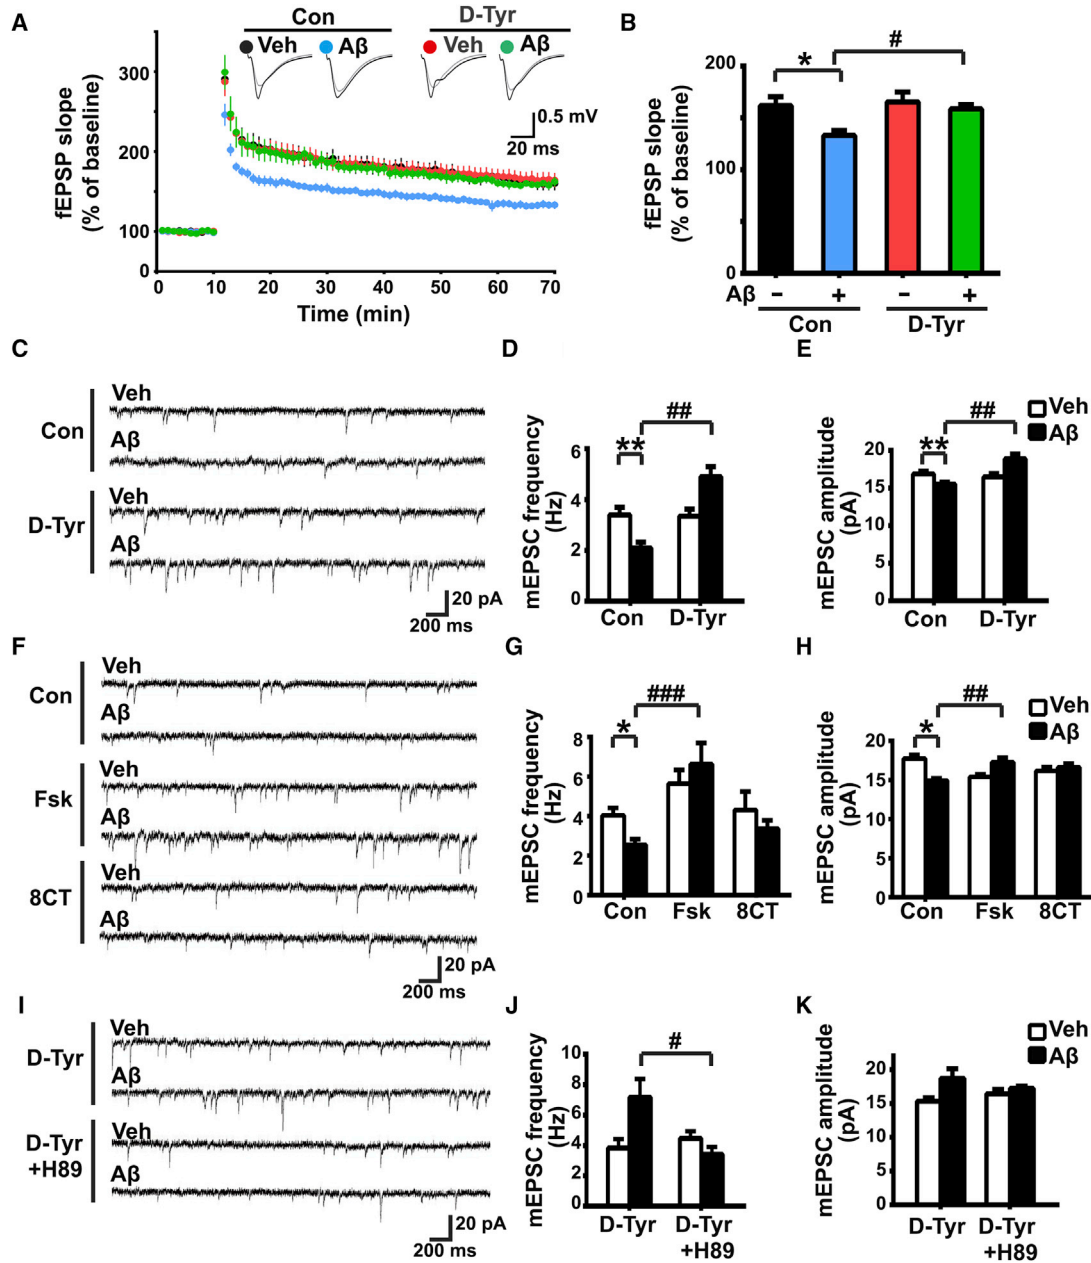 A
Con
D-Tyr
Veh
Aβ
Veh
Aβ
0.5 mV
20 ms
fEPSP slope
(% of baseline)
300
200
100
0
0
10
20
30
40
50
60
70
Time (min)
B
*
#
fEPSP slope
(% of baseline)
200
100
0
Aβ
−
+
−
+
Con
D-Tyr
C
Con
Veh
Aβ
D-Tyr
Veh
Aβ
20 pA
200 ms
D
mEPSC frequency
(Hz)
6
4
2
0
**
##
Con
D-Tyr
E
Veh
Aβ
mEPSC amplitude
(pA)
20
15
10
5
0
**
##
Con
D-Tyr
F
Con
Veh
Aβ
Fsk
Veh
Aβ
8CT
Veh
Aβ
20 pA
200 ms
G
mEPSC frequency
(Hz)
8
6
4
2
0
*
###
Con
Fsk
8CT
H
Veh
Aβ
mEPSC amplitude
(pA)
20
15
10
5
0
*
##
Con
Fsk
8CT
I
D-Tyr
Veh
Aβ
D-Tyr
+H89
Veh
Aβ
20 pA
200 ms
J
mEPSC frequency
(Hz)
10
8
6
4
2
0
#
D-Tyr
D-Tyr
+H89
K
Veh
Aβ
mEPSC amplitude
(pA)
20
15
10
5
0
D-Tyr
D-Tyr
+H89